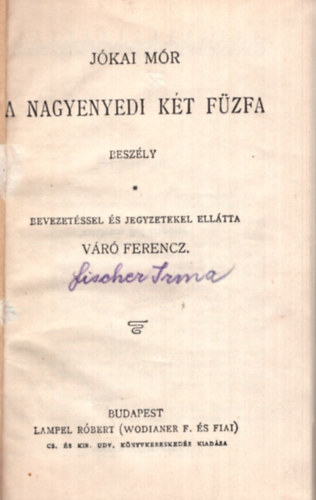 JÓKAI MÓR
A NAGYENYEDI KÉT FŰZFA
BESZÉLY
*
BEVEZETÉSSEL ÉS JEGYZETEKEL ELLÁTTA
VÁRÓ FERENCZ.
Fischer Irma
BUDAPEST
LAMPEL RÓBERT (WODIANER F. ÉS FIAI)
CS. ÉS KIR. UDV. KÖNYVKERESKEDÉS KIADÁSA